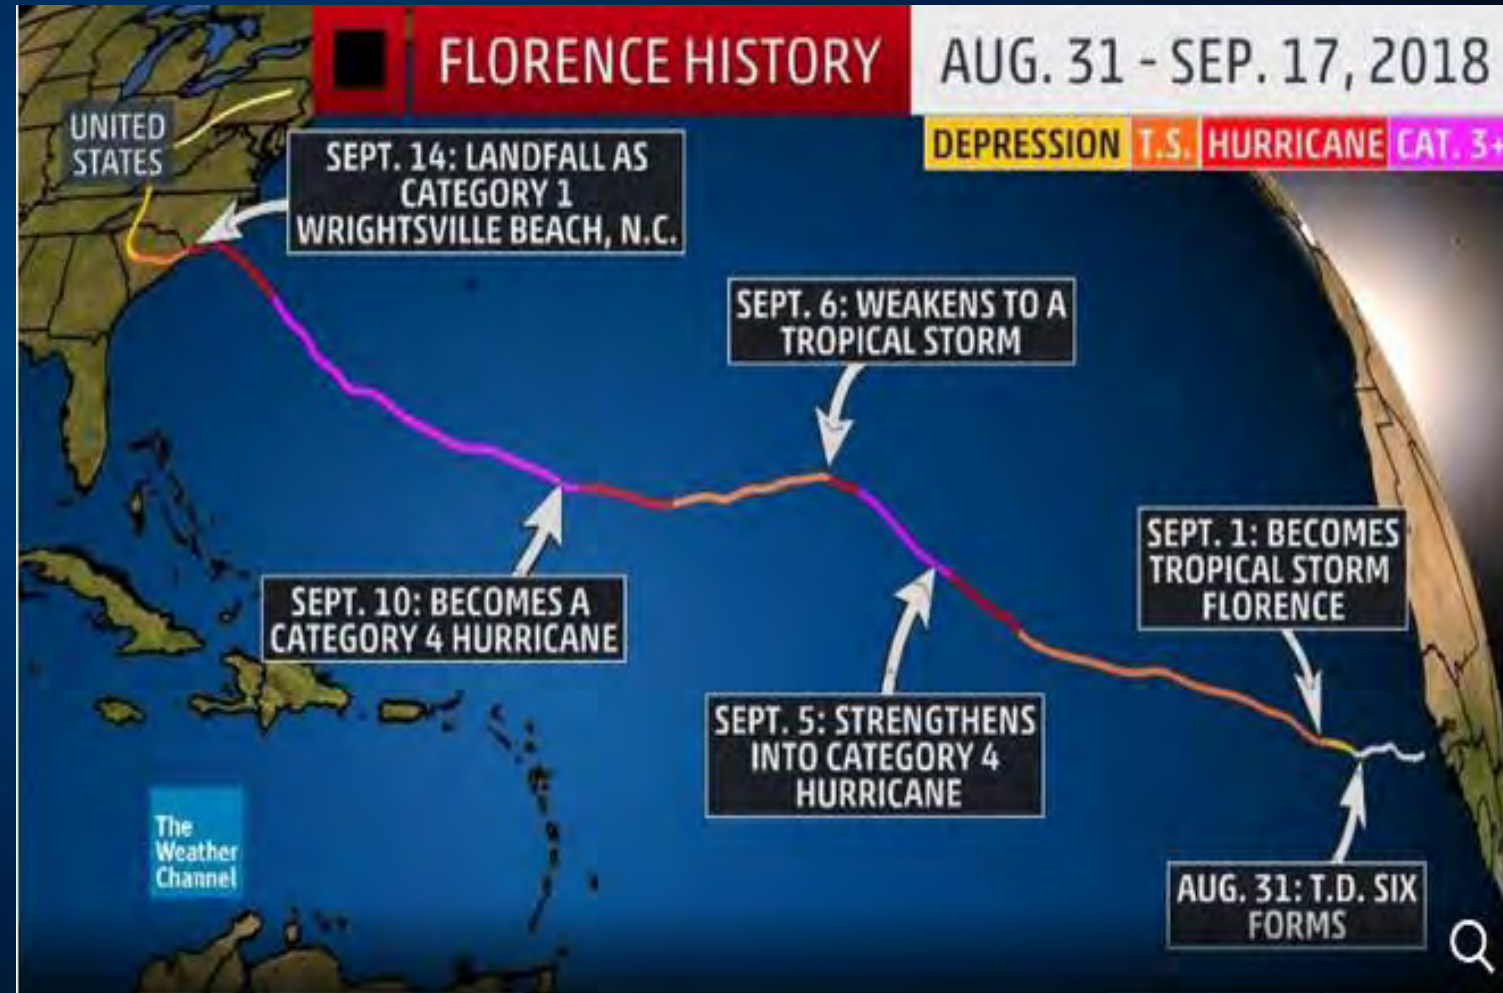 FLORENCE HISTORY
AUG. 31 - SEP. 17, 2018
DEPRESSION T.S. HURRICANE CAT. 3+
UNITED
STATES
SEPT. 14: LANDFALL AS
CATEGORY 1
WRIGHTSVILLE BEACH, N.C.
SEPT. 6: WEAKENS TO A
TROPICAL STORM
SEPT. 1: BECOMES
TROPICAL STORM
FLORENCE
SEPT. 10: BECOMES A
CATEGORY 4 HURRICANE
SEPT. 5: STRENGTHENS
INTO CATEGORY 4
HURRICANE
AUG. 31: T.D. SIX
FORMS
The
Weather
Channel